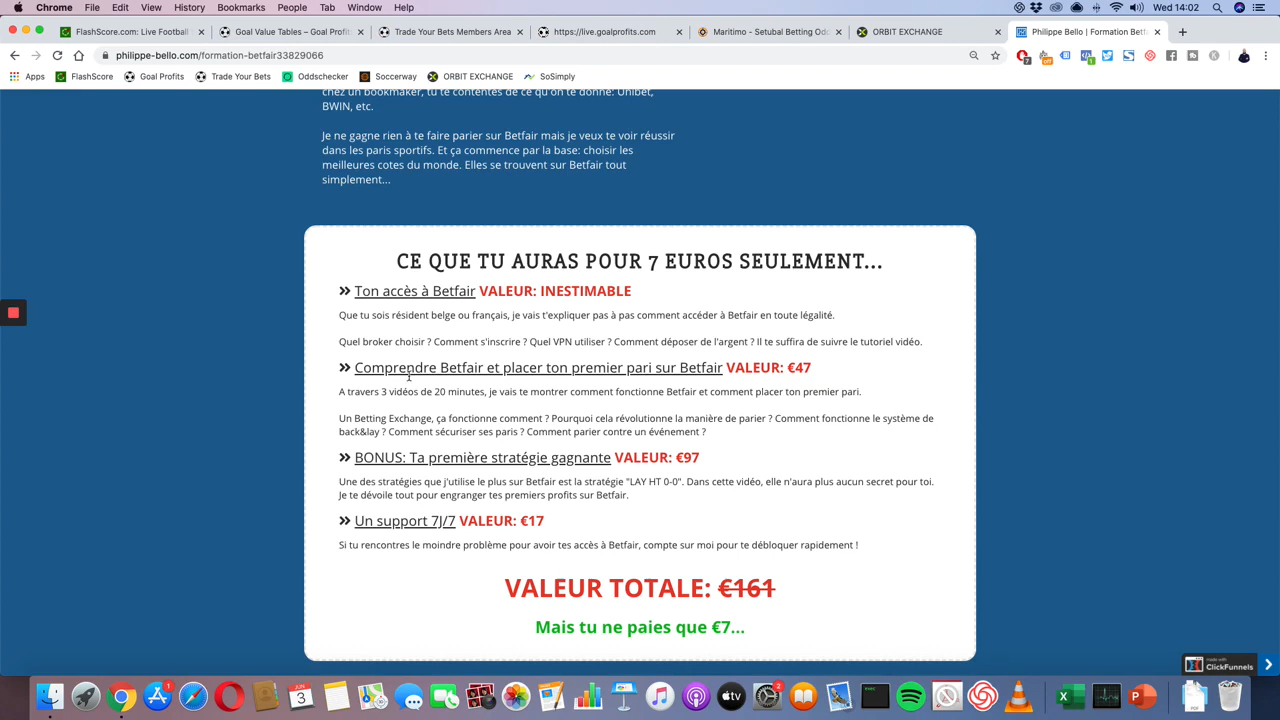 Chrome File Edit View History Bookmarks People Tab Window Help
Mon 14:02
FlashScore.com: Live Football
Goal Value Tables – Goal Profit
Trade Your Bets Members Area
https://live.goalprofits.com
Maritimo - Setubal Betting Odd
ORBIT EXCHANGE
Philippe Bello | Formation Betf
philippe-bello.com/formation-betfair33829066
Apps FlashScore Goal Profits Trade Your Bets Oddschecker Soccerway ORBIT EXCHANGE SoSimply
chez un bookmaker, tu te contentes de ce qu'on te donne: Unibet,
BWIN, etc.
Je ne gagne rien à te faire parier sur Betfair mais je veux te voir réussir
dans les paris sportifs. Et ça commence par la base: choisir les
meilleures cotes du monde. Elles se trouvent sur Betfair tout
simplement...
CE QUE TU AURAS POUR 7 EUROS SEULEMENT...
Ton accès à Betfair VALEUR: INESTIMABLE
Que tu sois résident belge ou français, je vais t'expliquer pas à pas comment accéder à Betfair en toute légalité.
Quel broker choisir ? Comment s'inscrire ? Quel VPN utiliser ? Comment déposer de l'argent ? Il te suffira de suivre le tutoriel vidéo.
Comprendre Betfair et placer ton premier pari sur Betfair VALEUR: €47
A travers 3 vidéos de 20 minutes, je vais te montrer comment fonctionne Betfair et comment placer ton premier pari.
Un Betting Exchange, ça fonctionne comment ? Pourquoi cela révolutionne la manière de parier ? Comment fonctionne le système de
back&lay ? Comment sécuriser ses paris ? Comment parier contre un événement ?
BONUS: Ta première stratégie gagnante VALEUR: €97
Une des stratégies que j'utilise le plus sur Betfair est la stratégie "LAY HT 0-0". Dans cette vidéo, elle n'aura plus aucun secret pour toi.
Je te dévoile tout pour engranger tes premiers profits sur Betfair.
Un support 7J/7 VALEUR: €17
Si tu rencontres le moindre problème pour avoir tes accès à Betfair, compte sur moi pour te débloquer rapidement !
VALEUR TOTALE: €161
Mais tu ne paies que €7...
made with
ClickFunnels